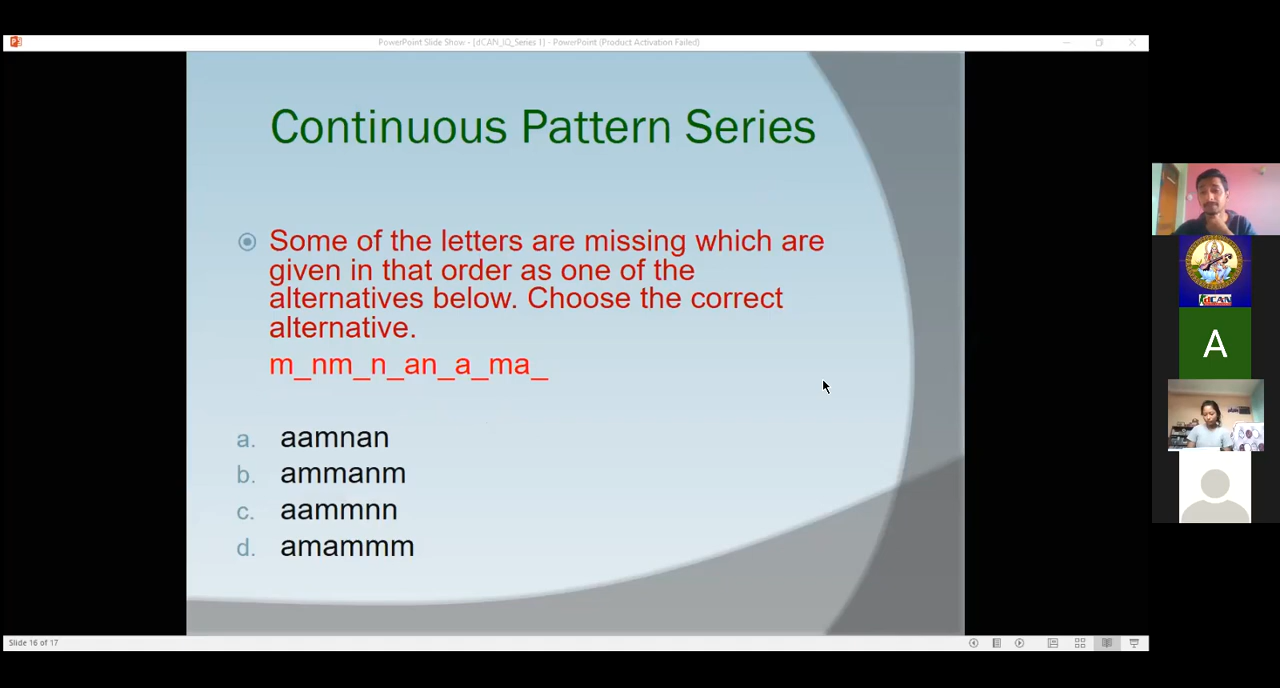 PowerPoint Slide Show - [dCAN_IQ_Series 1] - PowerPoint (Product Activation Failed)
Continuous Pattern Series
Some of the letters are missing which are
given in that order as one of the
alternatives below. Choose the correct
alternative.
m_nm_n_an_a_ma_
a. aamnan
b. ammanm
c. aammnn
d. amammm
dCAN
A
Slide 16 of 17